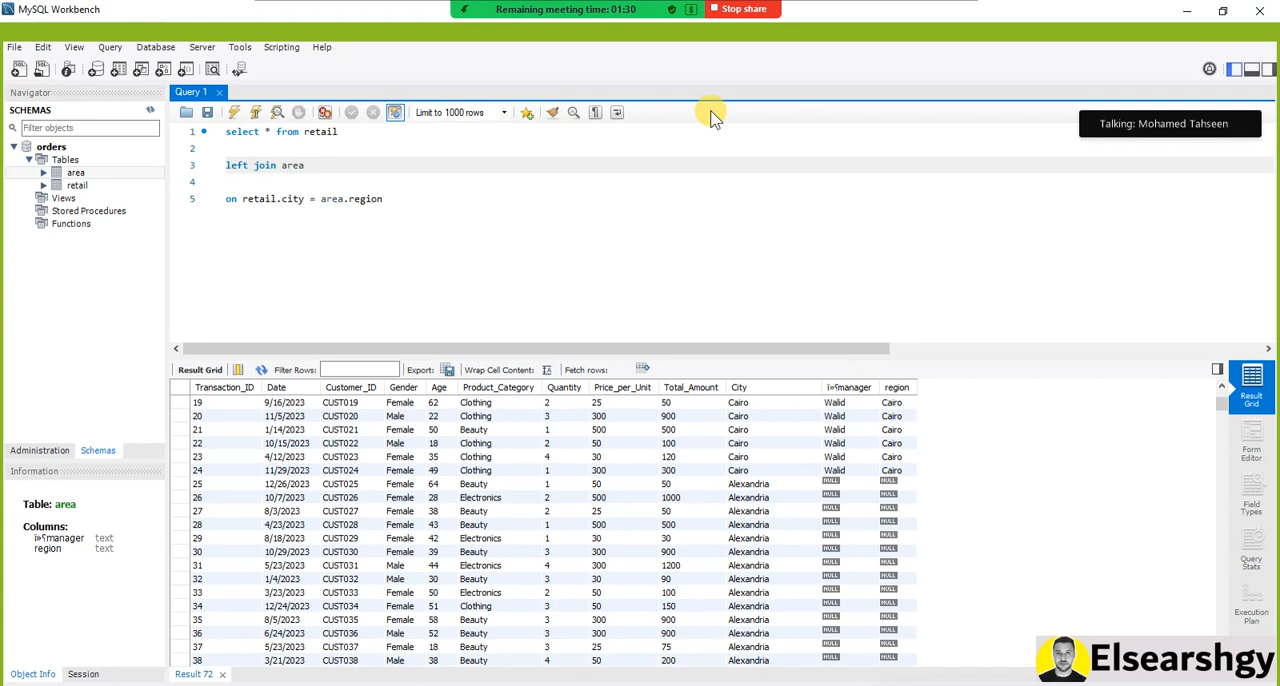 MySQL Workbench
Remaining meeting time: 01:30
Stop share
File Edit View Query Database Server Tools Scripting Help
Navigator
Query 1
SCHEMAS
Limit to 1000 rows
Talking: Mohamed Tahseen
Filter objects
1 select * from retail
2
3 left join area
4
5 on retail.city = area.region
orders
Tables
area
retail
Views
Stored Procedures
Functions
Result Grid Filter Rows: Export: Wrap Cell Content: Fetch rows:
Transaction_ID Date Customer_ID Gender Age Product_Category Quantity Price_per_Unit Total_Amount City ï»؟manager region
19 9/16/2023 CUST019 Female 62 Clothing 2 25 50 Cairo Walid Cairo
20 11/5/2023 CUST020 Male 22 Clothing 3 300 900 Cairo Walid Cairo
21 1/14/2023 CUST021 Female 50 Beauty 1 500 500 Cairo Walid Cairo
22 10/15/2023 CUST022 Male 18 Clothing 2 50 100 Cairo Walid Cairo
23 4/12/2023 CUST023 Female 35 Clothing 4 30 120 Cairo Walid Cairo
24 11/29/2023 CUST024 Female 49 Clothing 1 300 300 Cairo Walid Cairo
25 12/26/2023 CUST025 Female 64 Beauty 1 50 50 Alexandria NULL NULL
26 10/7/2023 CUST026 Female 28 Electronics 2 500 1000 Alexandria NULL NULL
27 8/3/2023 CUST027 Female 38 Beauty 2 25 50 Alexandria NULL NULL
28 4/23/2023 CUST028 Female 43 Beauty 1 500 500 Alexandria NULL NULL
29 8/18/2023 CUST029 Female 42 Electronics 1 30 30 Alexandria NULL NULL
30 10/29/2023 CUST030 Female 39 Beauty 3 300 900 Alexandria NULL NULL
31 5/23/2023 CUST031 Male 44 Electronics 4 300 1200 Alexandria NULL NULL
32 1/4/2023 CUST032 Male 30 Beauty 3 30 90 Alexandria NULL NULL
33 3/23/2023 CUST033 Female 50 Electronics 2 50 100 Alexandria NULL NULL
34 12/24/2023 CUST034 Female 51 Clothing 3 50 150 Alexandria NULL NULL
35 8/5/2023 CUST035 Female 58 Beauty 3 300 900 Alexandria NULL NULL
36 6/24/2023 CUST036 Male 52 Beauty 3 300 900 Alexandria NULL NULL
37 5/23/2023 CUST037 Female 18 Beauty 3 25 75 Alexandria NULL NULL
38 3/21/2023 CUST038 Male 38 Beauty 4 50 200 Alexandria NULL NULL
Result Grid
Form Editor
Field Types
Query Stats
Execution Plan
Administration Schemas
Information
Table: area
Columns:
ï»؟manager text
region text
Object Info Session
Result 72
Elsearshgy